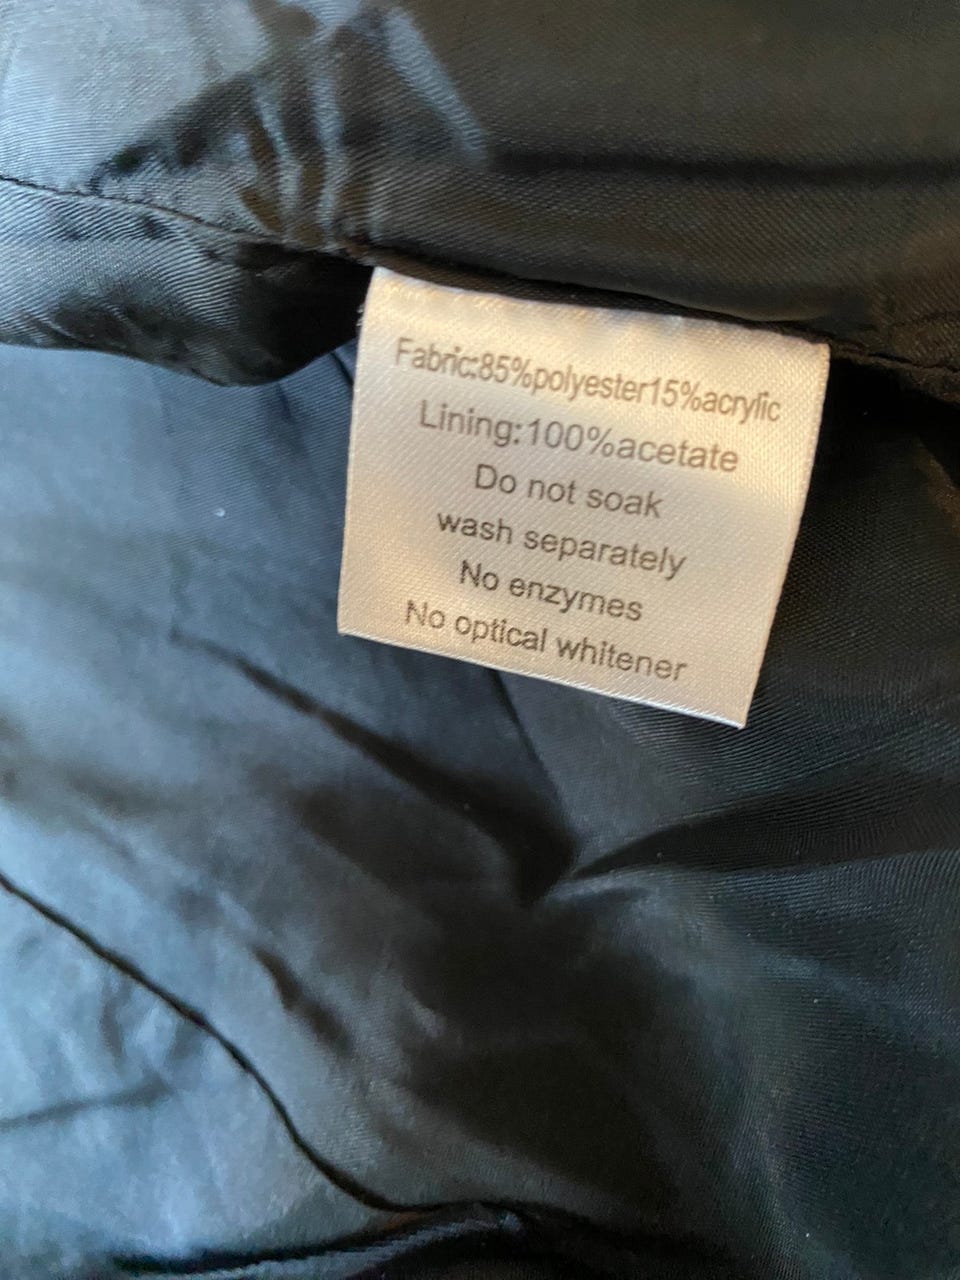 Fabric:85%polyester15%acrylic
Lining:100%acetate
Do not soak
wash separately
No enzymes
No optical whitener